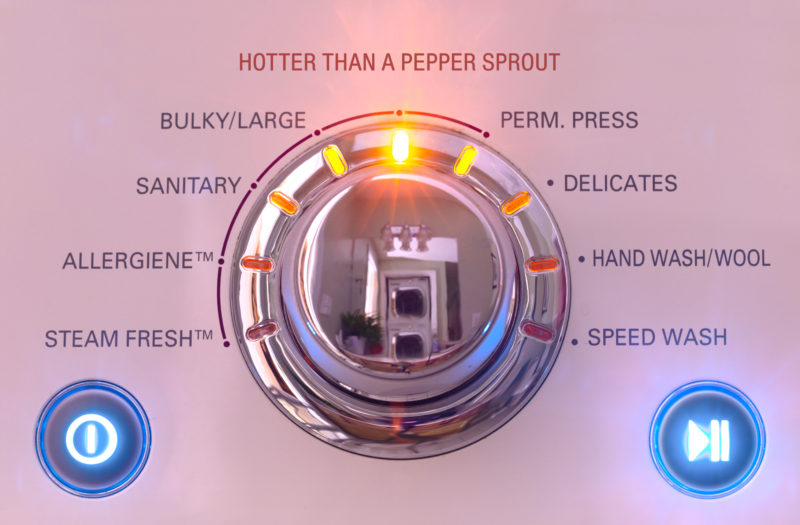 HOTTER THAN A PEPPER SPROUT
BULKY/LARGE
PERM. PRESS
SANITARY
DELICATES
ALLERGIENE™
HAND WASH/WOOL
STEAM FRESH™
SPEED WASH